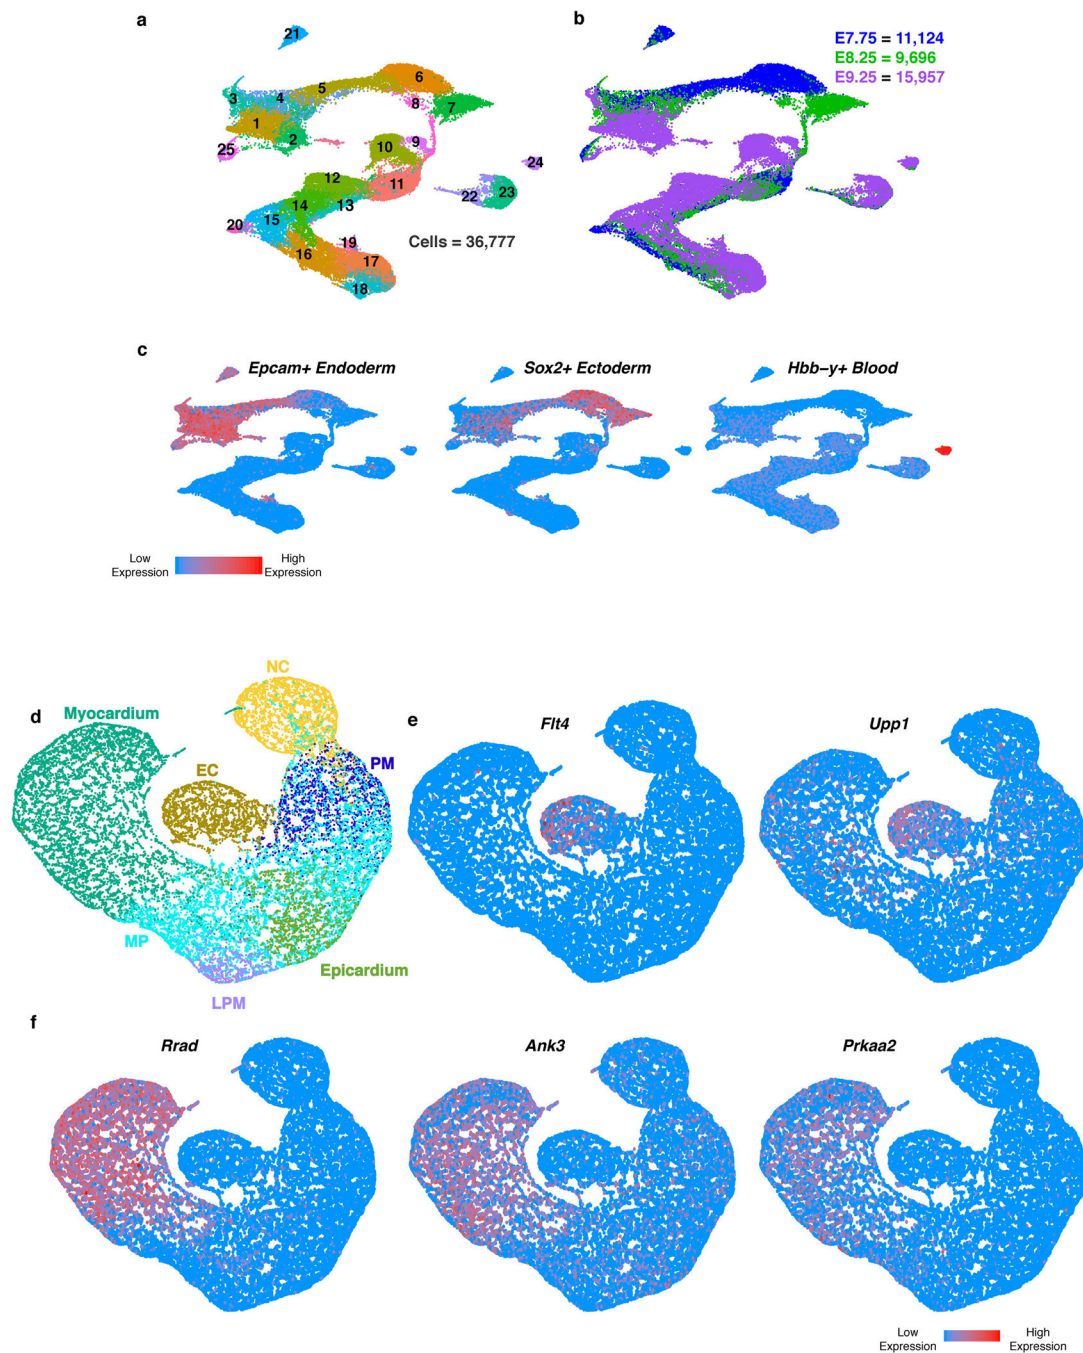 a
21
3
4
5
6
8
7
1
2
25
10
9
24
12
11
22
23
14
13
15
20
19
16
17
18
Cells = 36,777
b
E7.75 = 11,124
E8.25 = 9,696
E9.25 = 15,957
c
Epcam+ Endoderm
Sox2+ Ectoderm
Hbb-y+ Blood
Low Expression
High Expression
d
NC
Myocardium
EC
PM
MP
Epicardium
LPM
e
Flt4
Upp1
f
Rrad
Ank3
Prkaa2
Low Expression
High Expression